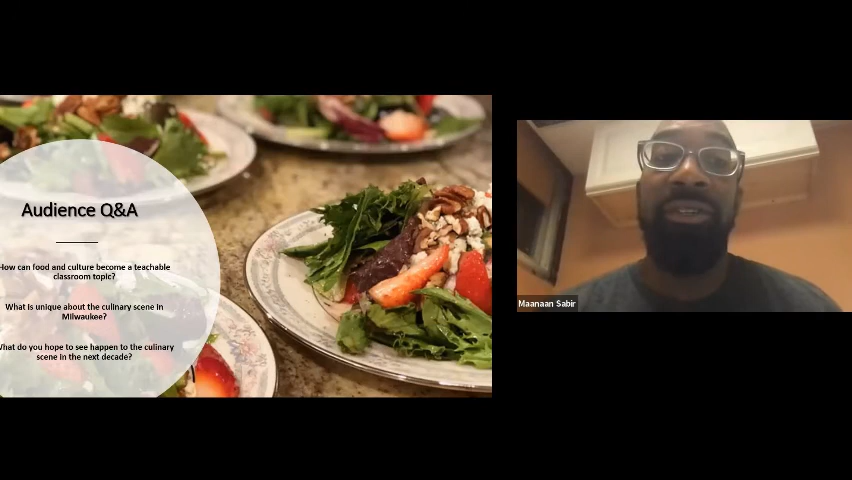 Audience Q&A
How can food and culture become a teachable
classroom topic?
What is unique about the culinary scene in
Milwaukee?
What do you hope to see happen to the culinary
scene in the next decade?
Maanaan Sabir